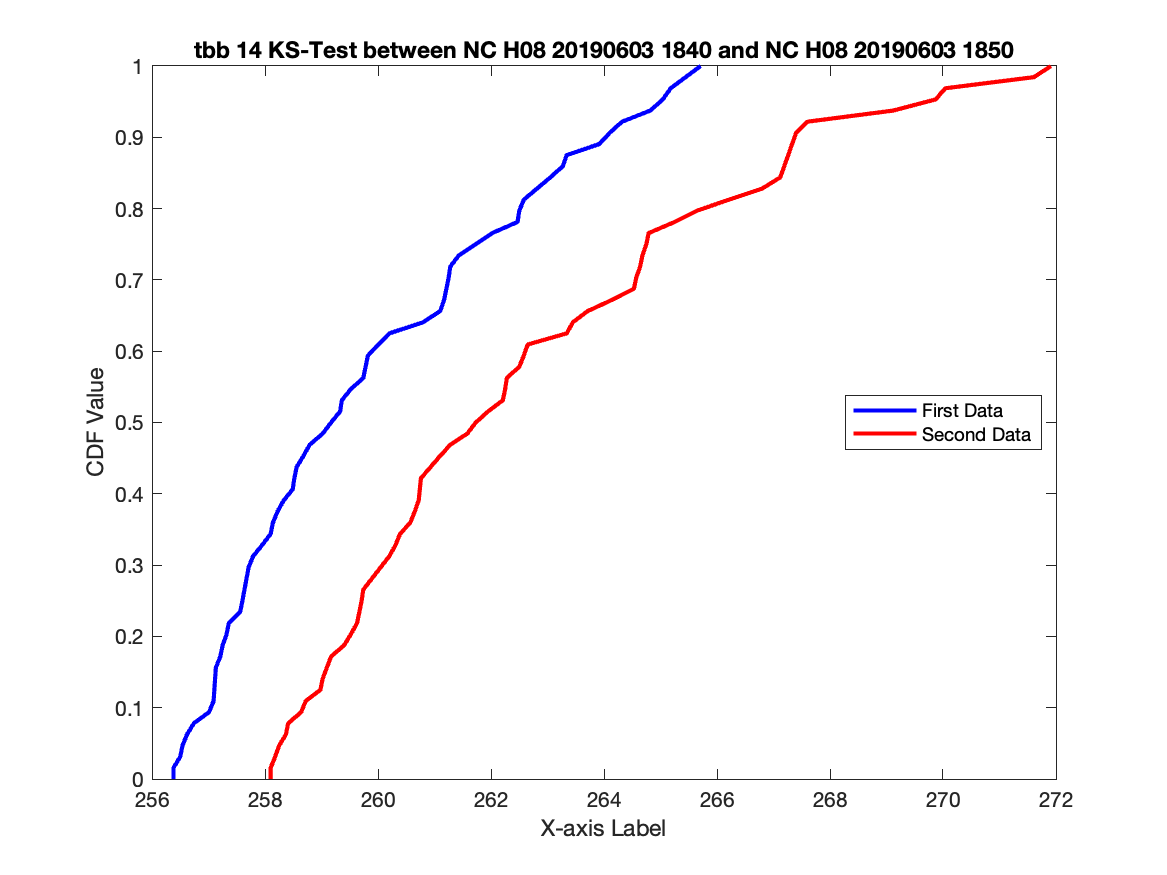 tbb 14 KS-Test between NC H08 20190603 1840 and NC H08 20190603 1850
1
0.9
0.8
0.7
0.6
0.5
0.4
0.3
0.2
0.1
0
CDF Value
First Data
Second Data
256 258 260 262 264 266 268 270 272
X-axis Label